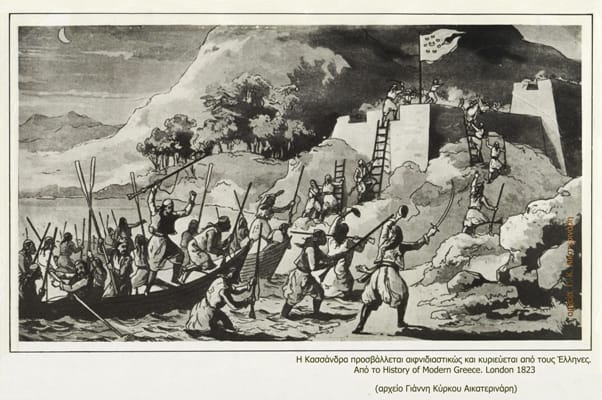 Η Κασσάνδρα προσβάλλεται αιφνιδιαστικώς και κυριεύεται από τους Έλληνες.
Από το History of Modern Greece. London 1823
(αρχείο Γιάννη Κύρκου Αικατερινάρη)